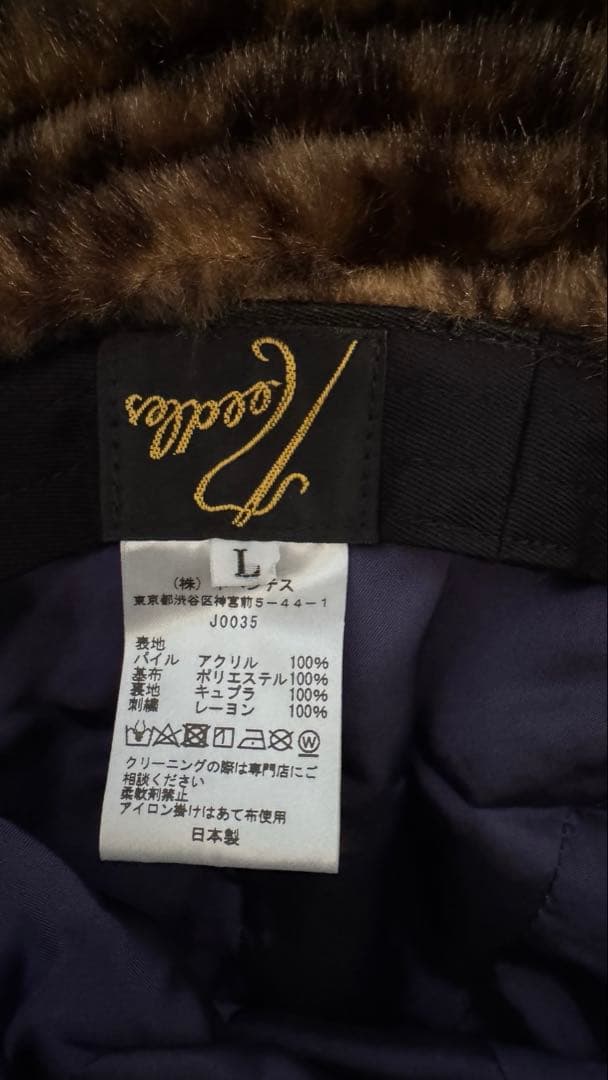 Needles
L
（株）
東京都渋谷区神宮前5-44-1
J0035
表地
パイル アクリル 100%
基布 ポリエステル100%
裏地 キュプラ 100%
刺繍 レーヨン 100%
W
クリーニングの際は専門店にご
相談ください
柔軟剤禁止
アイロン掛けはあて布使用
日本製